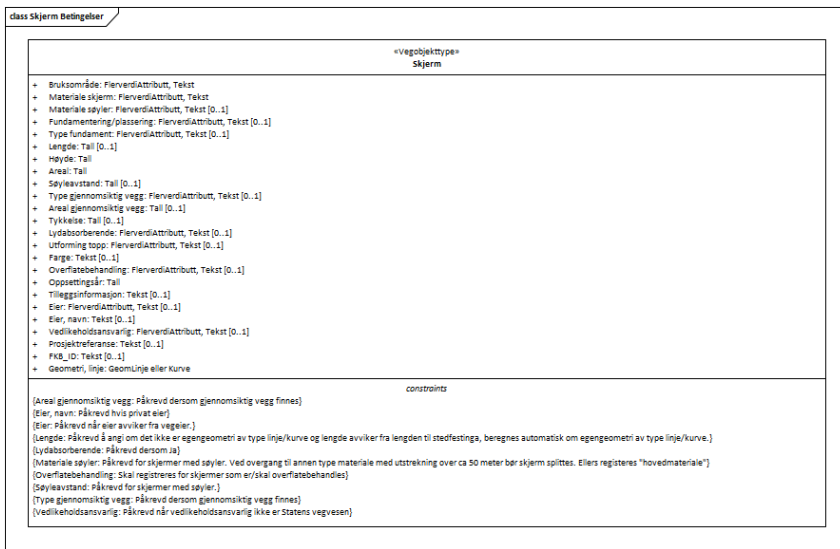 class Skjerm Betingelser
«Vegobjekttype»
Skjerm
+ Bruksområde: FlerverdiAttributt, Tekst
+ Materiale skjerm: FlerverdiAttributt, Tekst
+ Materiale søyler: FlerverdiAttributt, Tekst [0..1]
+ Fundamentering/plassering: FlerverdiAttributt, Tekst [0..1]
+ Type fundament: FlerverdiAttributt, Tekst [0..1]
+ Lengde: Tall [0..1]
+ Høyde: Tall
+ Areal: Tall
+ Søyleavstand: Tall [0..1]
+ Type gjennomsiktig vegg: FlerverdiAttributt, Tekst [0..1]
+ Areal gjennomsiktig vegg: Tall [0..1]
+ Tykkelse: Tall [0..1]
+ Lydabsorberende: FlerverdiAttributt, Tekst [0..1]
+ Utforming topp: FlerverdiAttributt, Tekst [0..1]
+ Farge: Tekst [0..1]
+ Overflatebehandling: FlerverdiAttributt, Tekst [0..1]
+ Oppsettingsår: Tall
+ Tilleggsinformasjon: Tekst [0..1]
+ Eier: FlerverdiAttributt, Tekst [0..1]
+ Eier, navn: Tekst [0..1]
+ Vedlikeholdsansvarlig: FlerverdiAttributt, Tekst [0..1]
+ Prosjektreferanse: Tekst [0..1]
+ FKB_ID: Tekst [0..1]
+ Geometri, linje: GeomLinje eller Kurve
constraints
{Areal gjennomsiktig vegg: Påkrevd dersom gjennomsiktig vegg finnes}
{Eier, navn: Påkrevd hvis privat eier}
{Eier: Påkrevd når eier avviker fra vegeier.}
{Lengde: Påkrevd å angi om det ikke er egengeometri av type linje/kurve og lengde avviker fra lengden til stedfestinga, beregnes automatisk om egengeometri av type linje/kurve.}
{Lydabsorberende: Påkrevd dersom Ja}
{Materiale søyler: Påkrevd for skjermer med søyler. Ved overgang til annen type materiale med utstrekning over ca 50 meter bør skjerm splittes. Ellers registeres "hovedmateriale"}
{Overflatebehandling: Skal registreres for skjermer som er/skal overflatebehandles}
{Søyleavstand: Påkrevd for skjermer med søyler.}
{Type gjennomsiktig vegg: Påkrevd dersom gjennomsiktig vegg finnes}
{Vedlikeholdsansvarlig: Påkrevd når vedlikeholdsansvarlig ikke er Statens vegvesen}